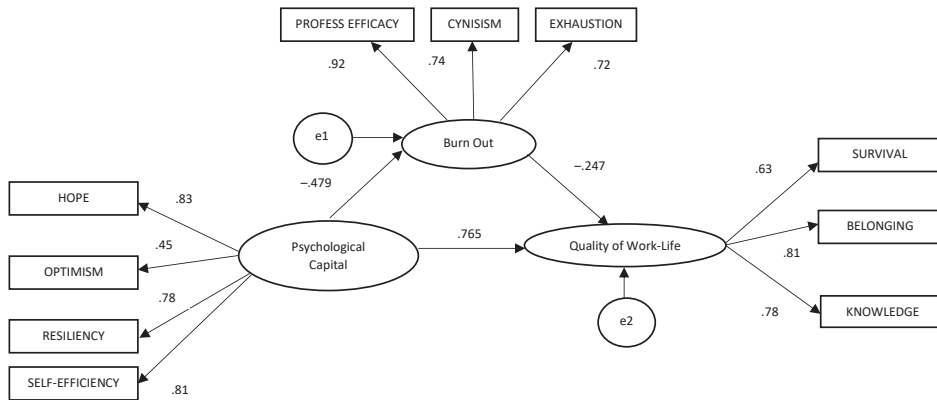 PROFESS EFFICACY
CYNISISM
EXHAUSTION
.92
.74
.72
e1
Burn Out
–.479
–.247
.63
SURVIVAL
HOPE
.83
BELONGING
.765
Psychological
Capital
Quality of Work-Life
.45
.81
OPTIMISM
.78
.78
KNOWLEDGE
e2
RESILIENCY
SELF-EFFICIENCY
.81